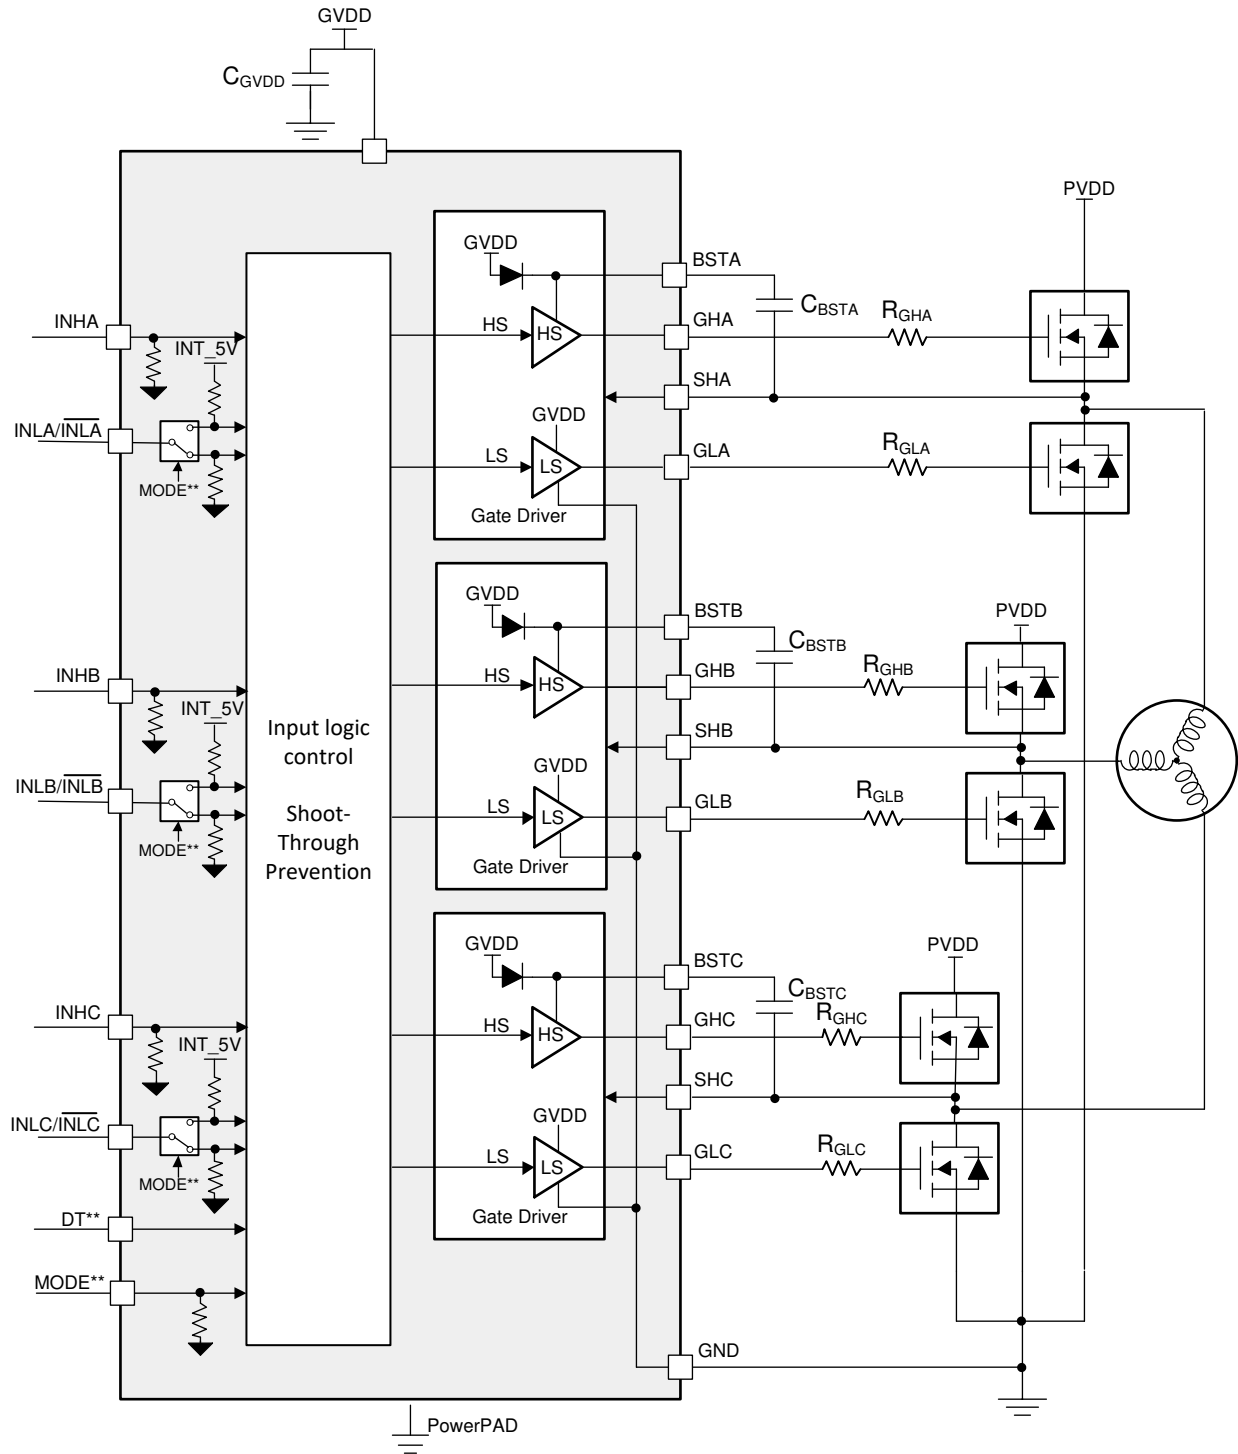 GVDD
CGVDD
PVDD
GVDD
BSTA
CBSTA
INHA
HS
HS
GHA
RGHA
INT_5V
SHA
INLA/INLA
GVDD
LS
LS
GLA
RGLA
MODE**
Gate Driver
GVDD
BSTB
PVDD
CBSTB
INHB
HS
HS
GHB
RGHB
INT_5V
Input logic
control
SHB
INLB/INLB
GVDD
Shoot-
Through
Prevention
LS
LS
GLB
RGLB
MODE**
Gate Driver
GVDD
BSTC
PVDD
CBSTC
INHC
HS
HS
GHC
RGHC
INT_5V
SHC
INLC/INLC
GVDD
LS
LS
GLC
RGLC
MODE**
Gate Driver
DT**
MODE**
GND
PowerPAD